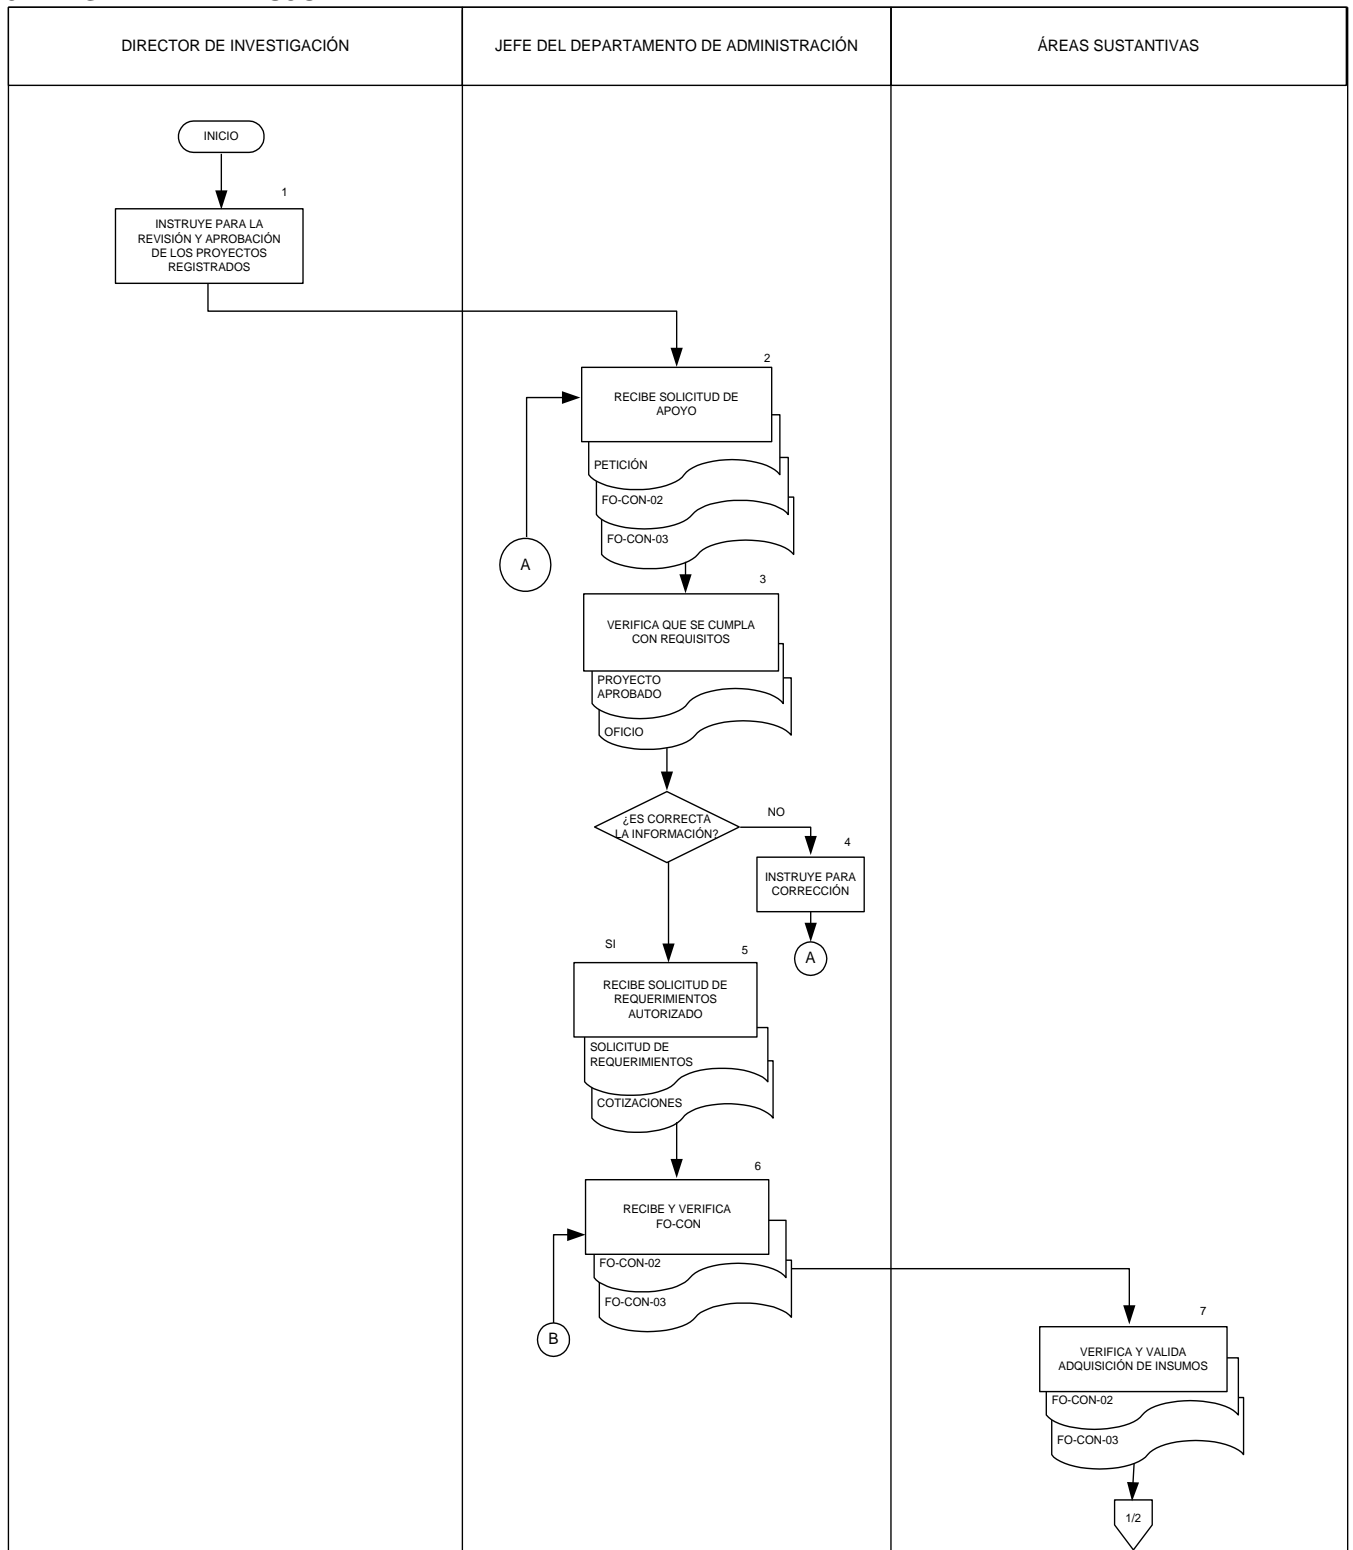 DIRECTOR DE INVESTIGACIÓN
JEFE DEL DEPARTAMENTO DE ADMINISTRACIÓN
ÁREAS SUSTANTIVAS
INICIO
1
INSTRUYE PARA LA
REVISIÓN Y APROBACIÓN
DE LOS PROYECTOS
REGISTRADOS
2
RECIBE SOLICITUD DE
APOYO
PETICIÓN
FO-CON-02
FO-CON-03
A
3
VERIFICA QUE SE CUMPLA
CON REQUISITOS
PROYECTO
APROBADO
OFICIO
¿ES CORRECTA
LA INFORMACIÓN?
NO
4
INSTRUYE PARA
CORRECCIÓN
A
SI
5
RECIBE SOLICITUD DE
REQUERIMIENTOS
AUTORIZADO
SOLICITUD DE
REQUERIMIENTOS
COTIZACIONES
6
RECIBE Y VERIFICA
FO-CON
FO-CON-02
FO-CON-03
B
7
VERIFICA Y VALIDA
ADQUISICIÓN DE INSUMOS
FO-CON-02
FO-CON-03
1/2